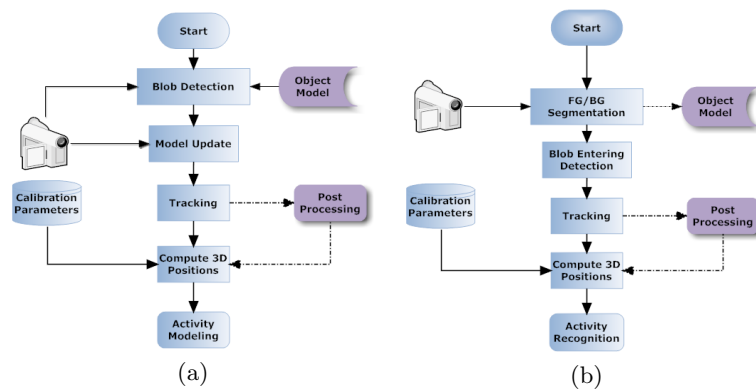 Start
Blob Detection
Object
Model
Model Update
Calibration
Parameters
Tracking
Post
Processing
Compute 3D
Positions
Activity
Modeling
(a)
Start
FG/BG
Segmentation
Object
Model
Blob Entering
Detection
Calibration
Parameters
Tracking
Post
Processing
Compute 3D
Positions
Activity
Recognition
(b)